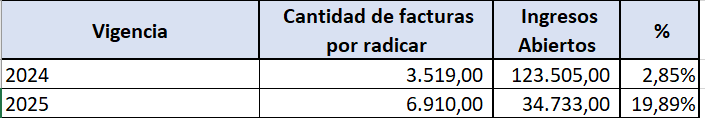 Vigencia | Cantidad de facturas por radicar | Ingresos Abiertos | %
2024 | 3.519,00 | 123.505,00 | 2,85%
2025 | 6.910,00 | 34.733,00 | 19,89%